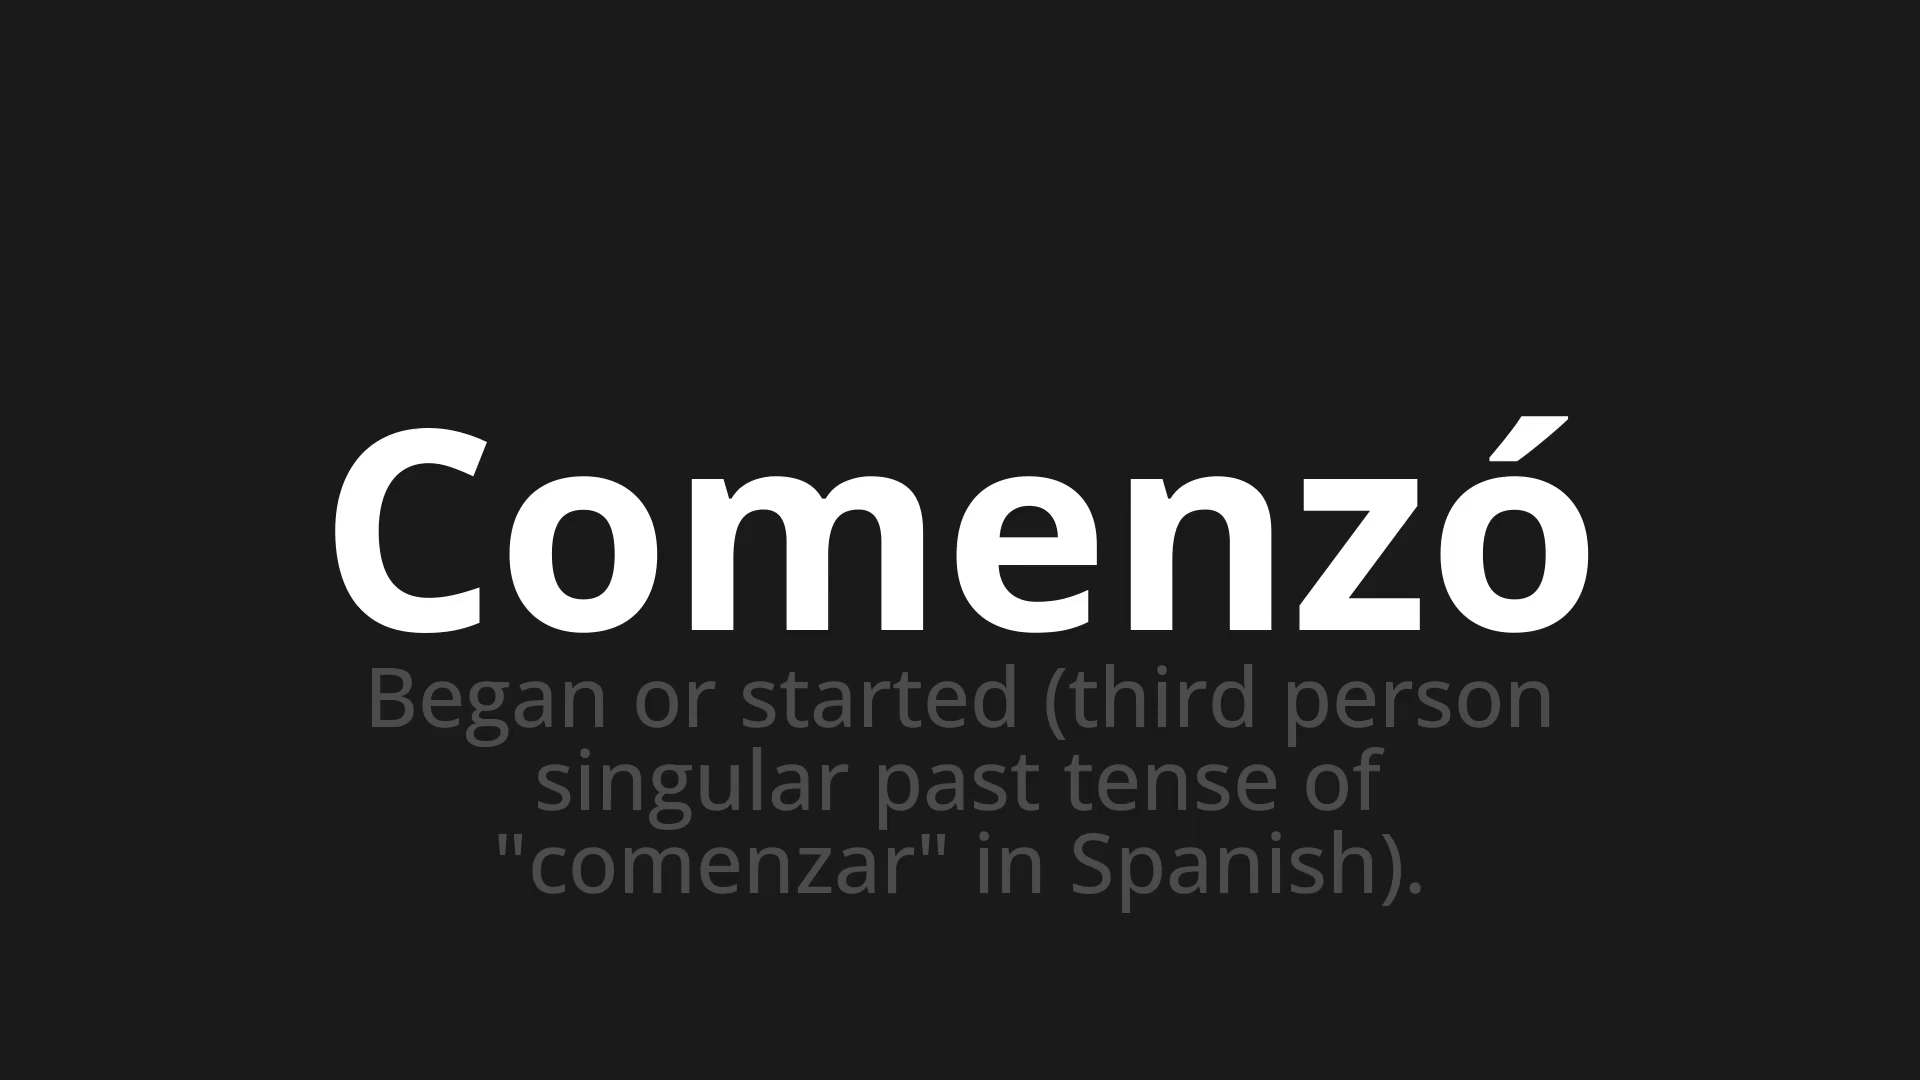 Comenzó
Began or started (third person
singular past tense of
"comenzar" in Spanish).